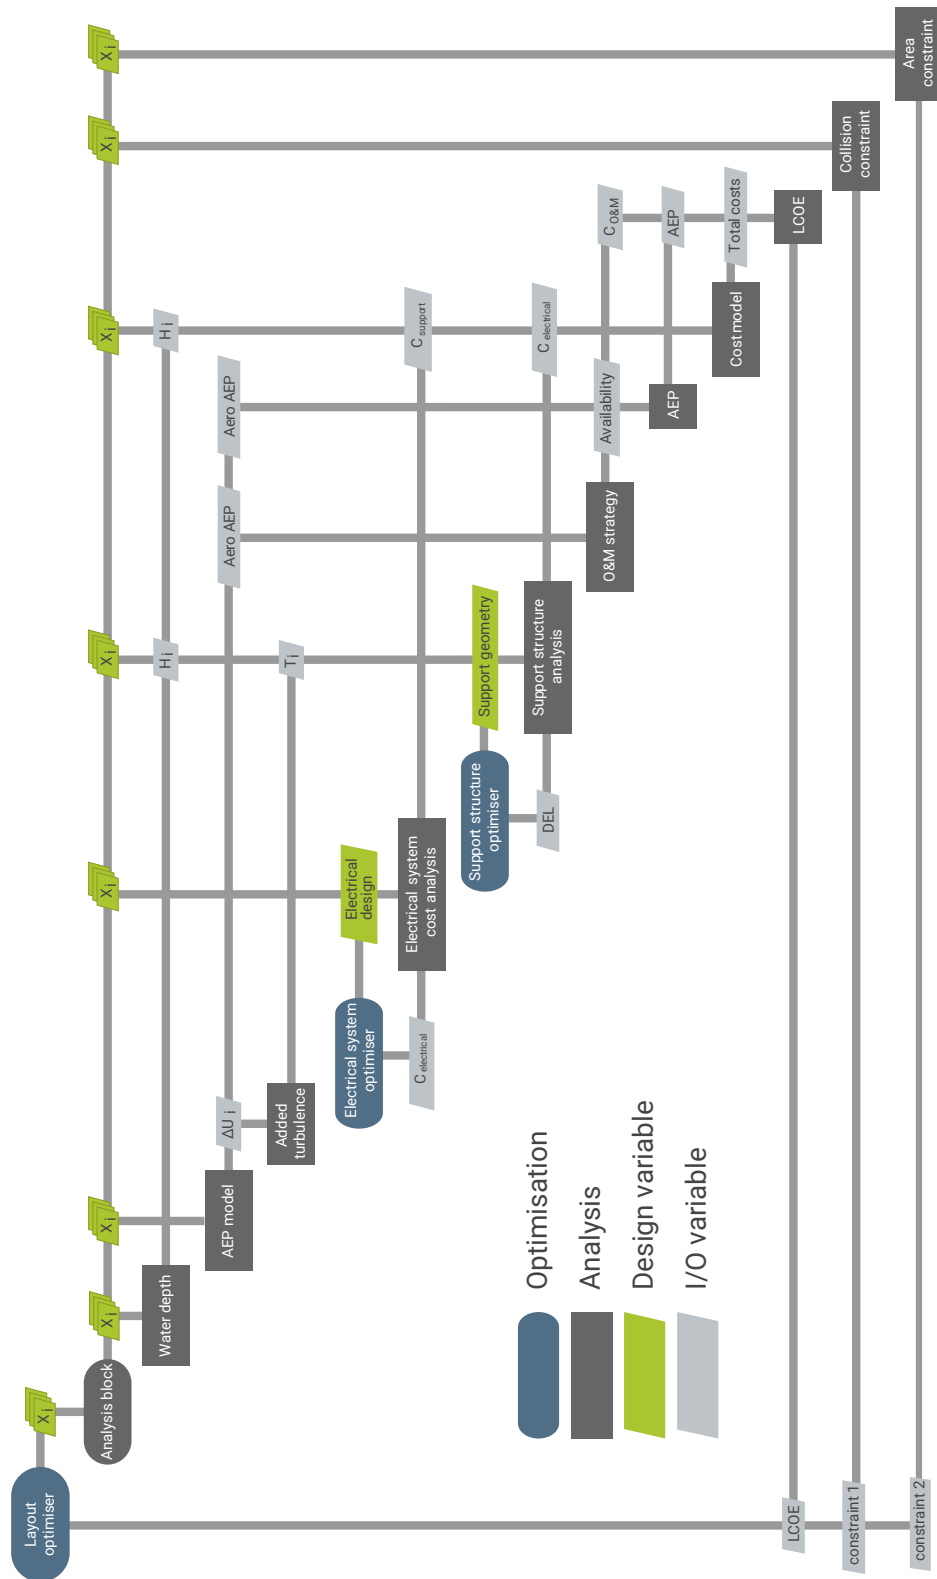 Layout
optimiser
Xi
Analysis block
Xi
Xi
Xi
Xi
Xi
Xi
Xi
Water depth
Hi
Hi
AEP model
ΔUi
Aero AEP
Aero AEP
Added
turbulence
Ti
Electrical system
optimiser
Electrical
design
C electrical
Electrical system
cost analysis
C support
Support structure
optimiser
Support geometry
DEL
Support structure
analysis
C electrical
O&M strategy
Availability
C O&M
AEP
AEP
Cost model
Total costs
LCOE
LCOE
constraint 1
Collision
constraint
constraint 2
Area
constraint
Optimisation
Analysis
Design variable
I/O variable